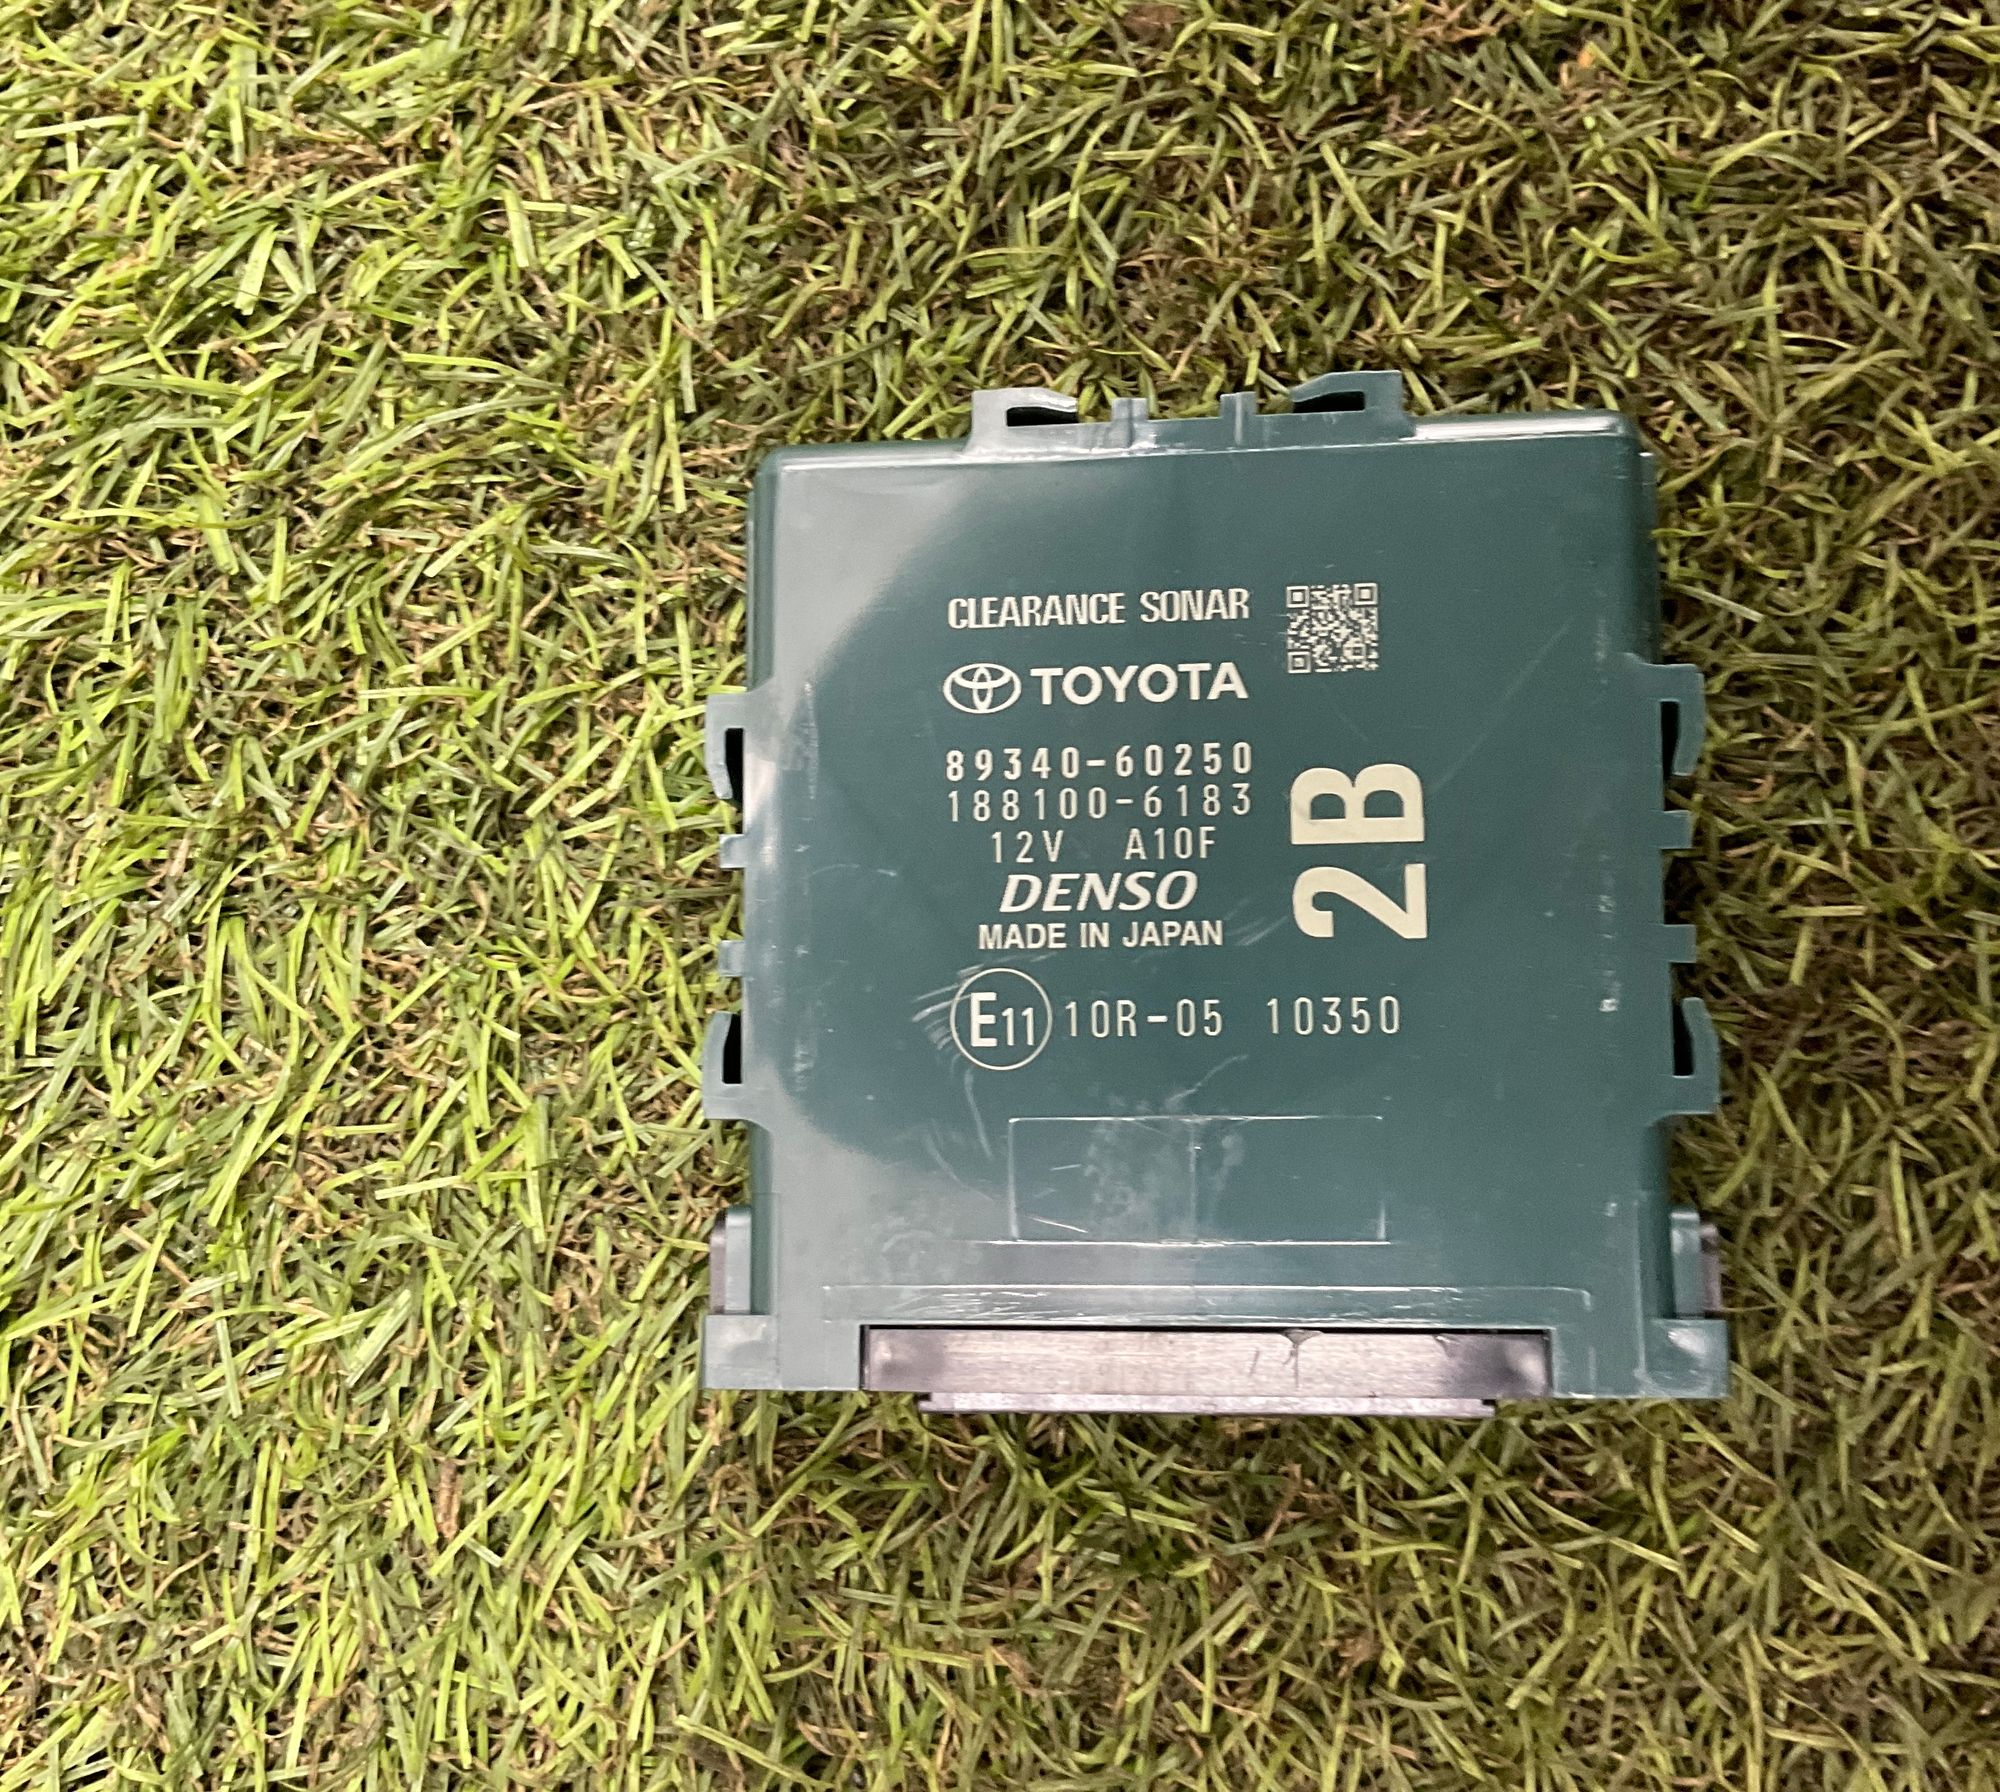 CLEARANCE SONAR
TOYOTA
89340-60250
188100-6183
12V A10F
DENSO
MADE IN JAPAN
2B
E11 10R-05 10350